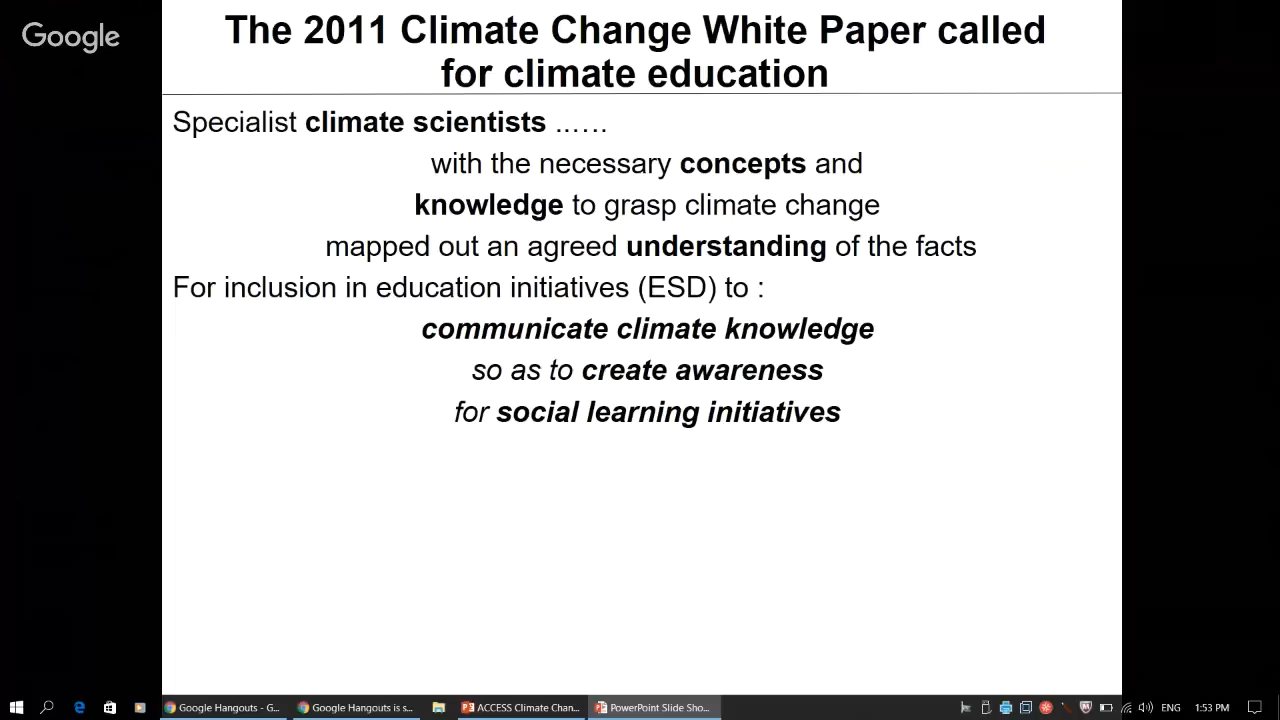 Google
The 2011 Climate Change White Paper called
for climate education
Specialist climate scientists ……
with the necessary concepts and
knowledge to grasp climate change
mapped out an agreed understanding of the facts
For inclusion in education initiatives (ESD) to :
communicate climate knowledge
so as to create awareness
for social learning initiatives
Google Hangouts - G...
Google Hangouts is s...
ACCESS Climate Chan...
PowerPoint Slide Sho...
ENG
1:53 PM